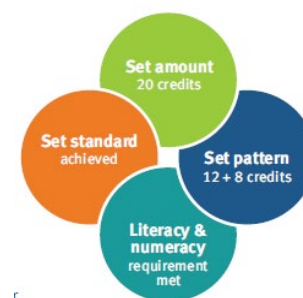 Set amount
20 credits
Set standard
achieved
Set pattern
12 + 8 credits
Literacy &
numeracy
requirement
met
r